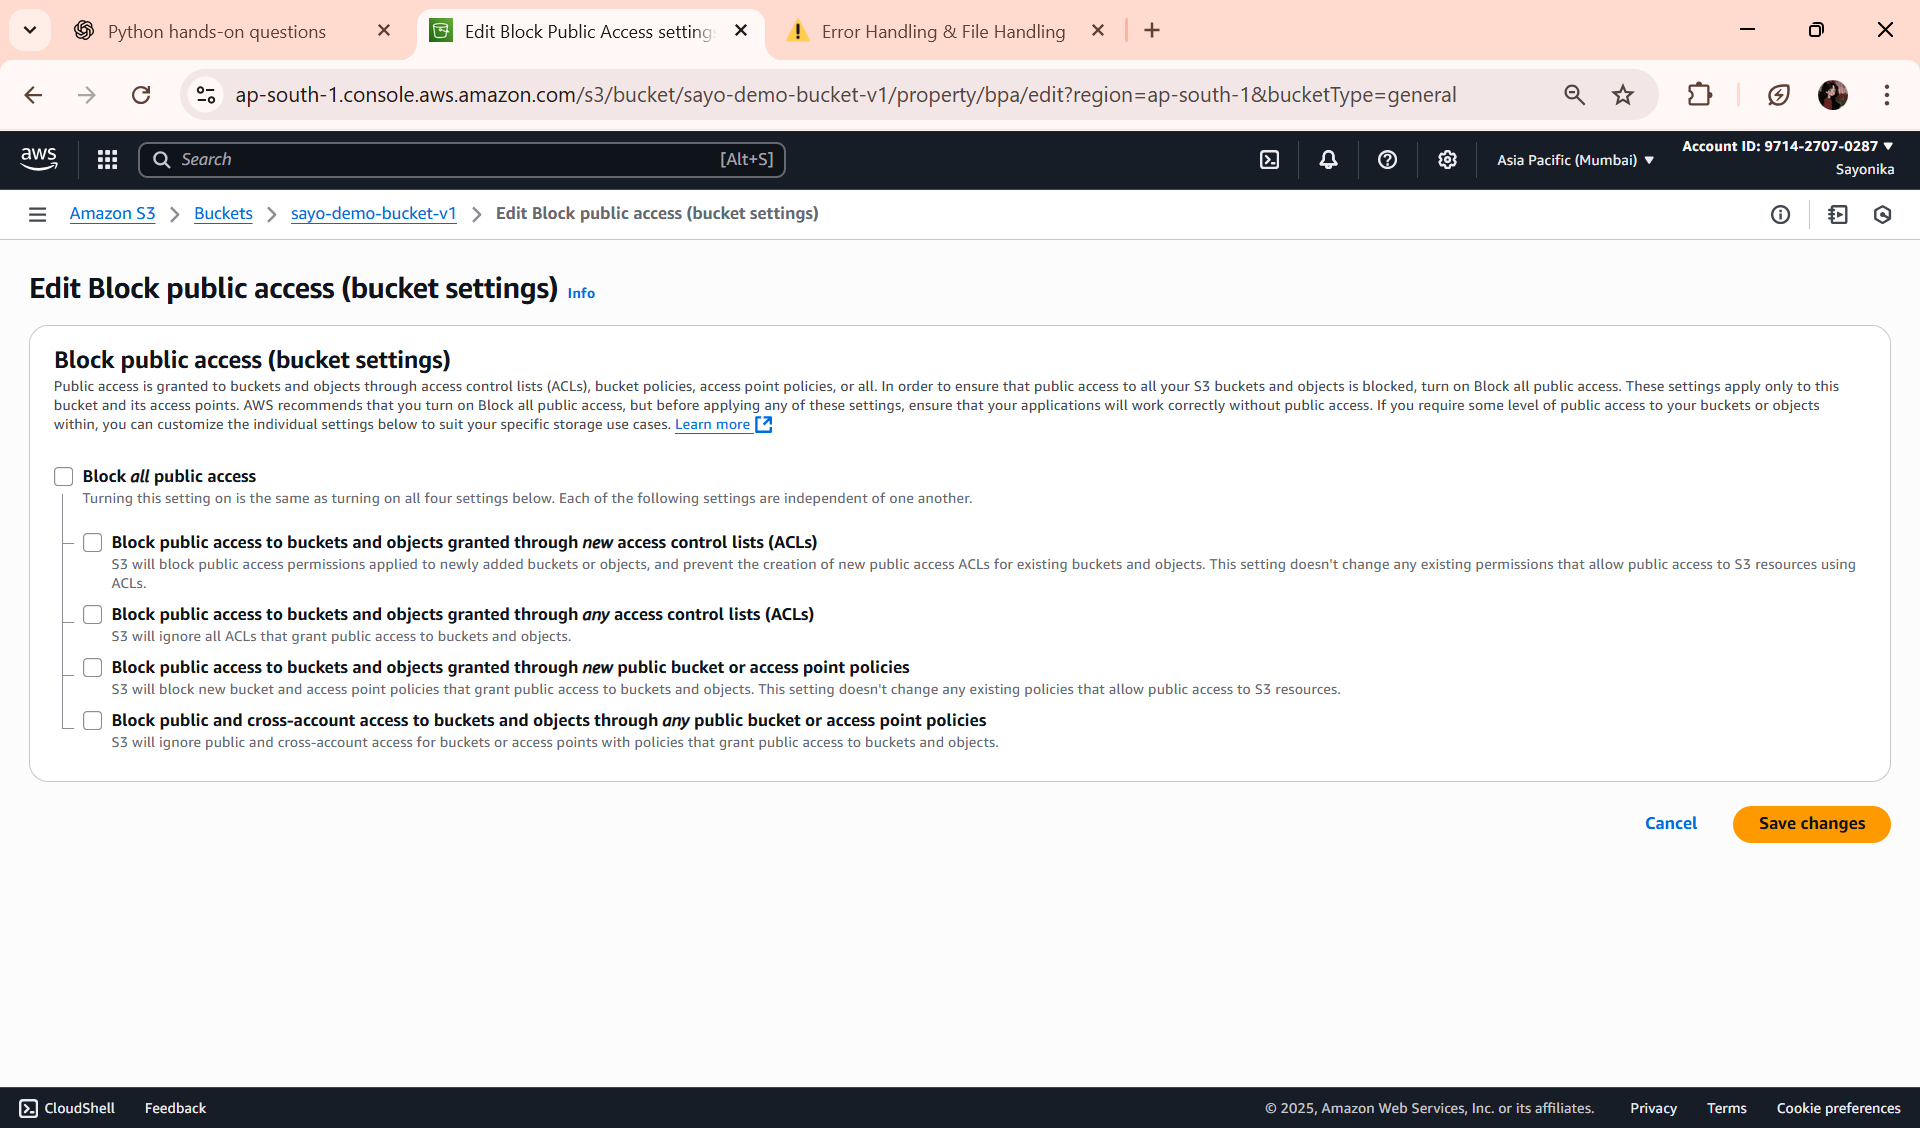 Python hands-on questions
Edit Block Public Access setting
Error Handling & File Handling
ap-south-1.console.aws.amazon.com/s3/bucket/sayo-demo-bucket-v1/property/bpa/edit?region=ap-south-1&bucketType=general
aws
Search
[Alt+S]
Asia Pacific (Mumbai)
Account ID: 9714-2707-0287
Sayonika
Amazon S3
Buckets
sayo-demo-bucket-v1
Edit Block public access (bucket settings)
Edit Block public access (bucket settings) Info
Block public access (bucket settings)
Public access is granted to buckets and objects through access control lists (ACLs), bucket policies, access point policies, or all. In order to ensure that public access to all your S3 buckets and objects is blocked, turn on Block all public access. These settings apply only to this
bucket and its access points. AWS recommends that you turn on Block all public access, but before applying any of these settings, ensure that your applications will work correctly without public access. If you require some level of public access to your buckets or objects
within, you can customize the individual settings below to suit your specific storage use cases. Learn more
Block all public access
Turning this setting on is the same as turning on all four settings below. Each of the following settings are independent of one another.
Block public access to buckets and objects granted through new access control lists (ACLs)
S3 will block public access permissions applied to newly added buckets or objects, and prevent the creation of new public access ACLs for existing buckets and objects. This setting doesn't change any existing permissions that allow public access to S3 resources using
ACLs.
Block public access to buckets and objects granted through any access control lists (ACLs)
S3 will ignore all ACLs that grant public access to buckets and objects.
Block public access to buckets and objects granted through new public bucket or access point policies
S3 will block new bucket and access point policies that grant public access to buckets and objects. This setting doesn't change any existing policies that allow public access to S3 resources.
Block public and cross-account access to buckets and objects through any public bucket or access point policies
S3 will ignore public and cross-account access for buckets or access points with policies that grant public access to buckets and objects.
Cancel
Save changes
CloudShell
Feedback
© 2025, Amazon Web Services, Inc. or its affiliates.
Privacy
Terms
Cookie preferences